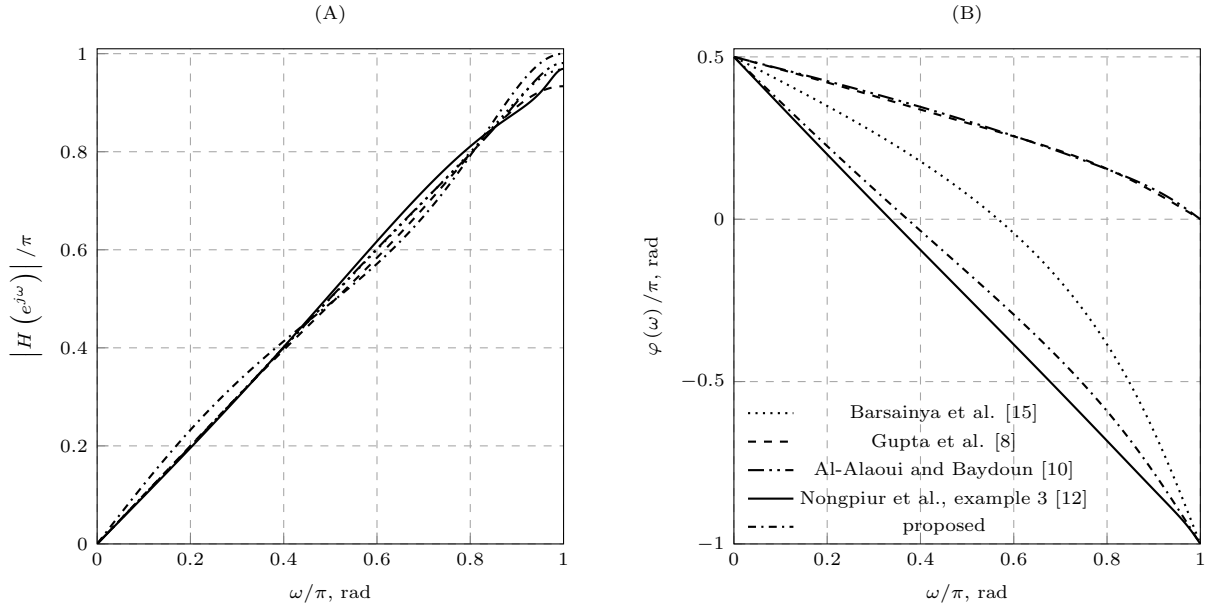 (A)
1
0.8
0.6
0.4
0.2
0
0 0.2 0.4 0.6 0.8 1
ω/π, rad
|H (e^{jω})| /π
(B)
0.5
0
−0.5
−1
0 0.2 0.4 0.6 0.8 1
ω/π, rad
φ (ω) /π, rad
Barsainya et al. [15]
Gupta et al. [8]
Al-Alaoui and Baydoun [10]
Nongpiur et al., example 3 [12]
proposed